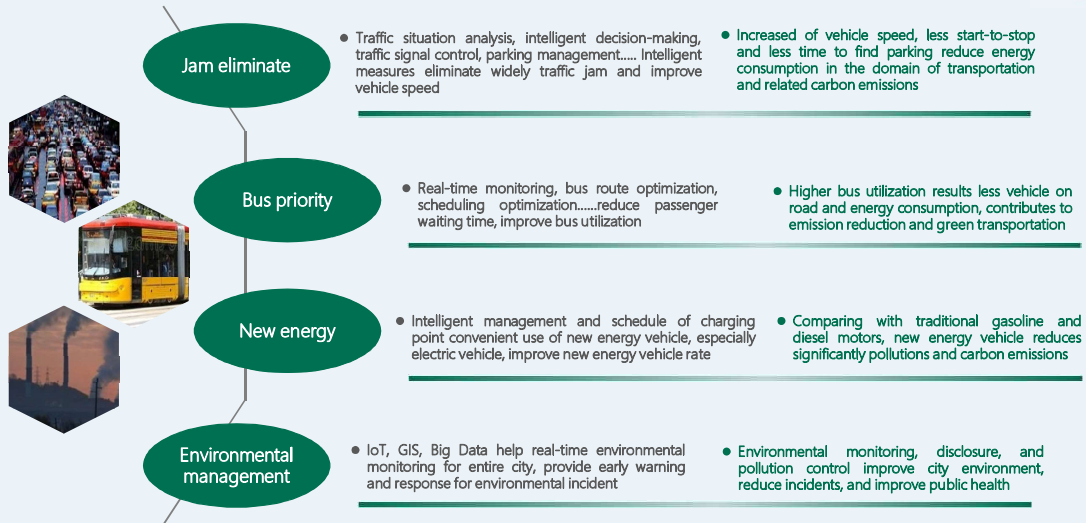 Jam eliminate
● Traffic situation analysis, intelligent decision-making,
traffic signal control, parking management..... Intelligent
measures eliminate widely traffic jam and improve
vehicle speed
● Increased of vehicle speed, less start-to-stop
and less time to find parking reduce energy
consumption in the domain of transportation
and related carbon emissions
Bus priority
● Real-time monitoring, bus route optimization,
scheduling optimization......reduce passenger
waiting time, improve bus utilization
● Higher bus utilization results less vehicle on
road and energy consumption, contributes to
emission reduction and green transportation
New energy
● Intelligent management and schedule of charging
point convenient use of new energy vehicle, especially
electric vehicle, improve new energy vehicle rate
● Comparing with traditional gasoline and
diesel motors, new energy vehicle reduces
significantly pollutions and carbon emissions
Environmental
management
● IoT, GIS, Big Data help real-time environmental
monitoring for entire city, provide early warning
and response for environmental incident
● Environmental monitoring, disclosure, and
pollution control improve city environment,
reduce incidents, and improve public health